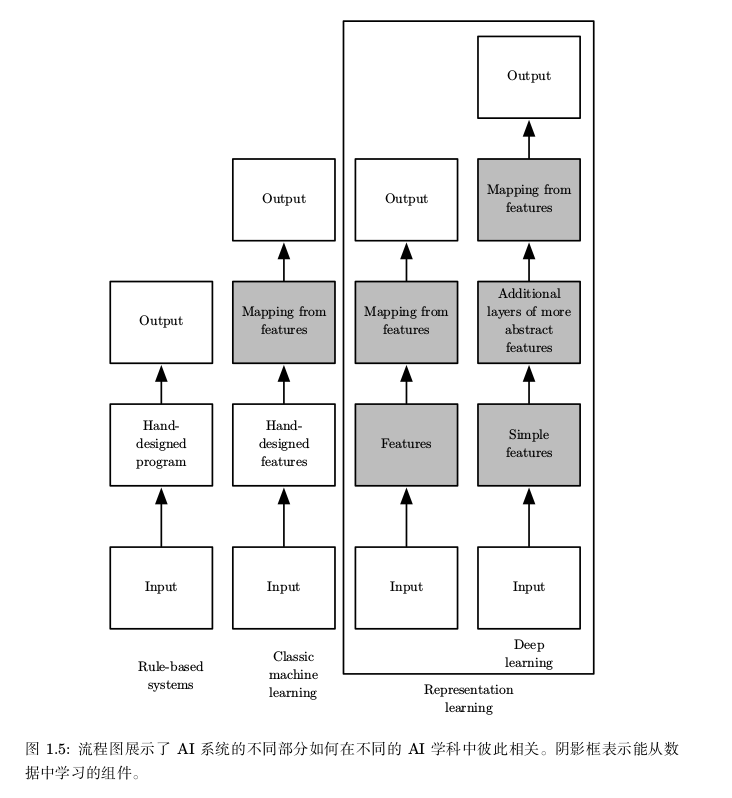 Output
Output
Output
Mapping from
features
Output
Mapping from
features
Mapping from
features
Additional
layers of more
abstract
features
Hand-
designed
program
Hand-
designed
features
Features
Simple
features
Input
Input
Input
Input
Rule-based
systems
Classic
machine
learning
Representation
learning
Deep
learning
图 1.5: 流程图展示了 AI 系统的不同部分如何在不同的 AI 学科中彼此相关。阴影框表示能从数
据中学习的组件。